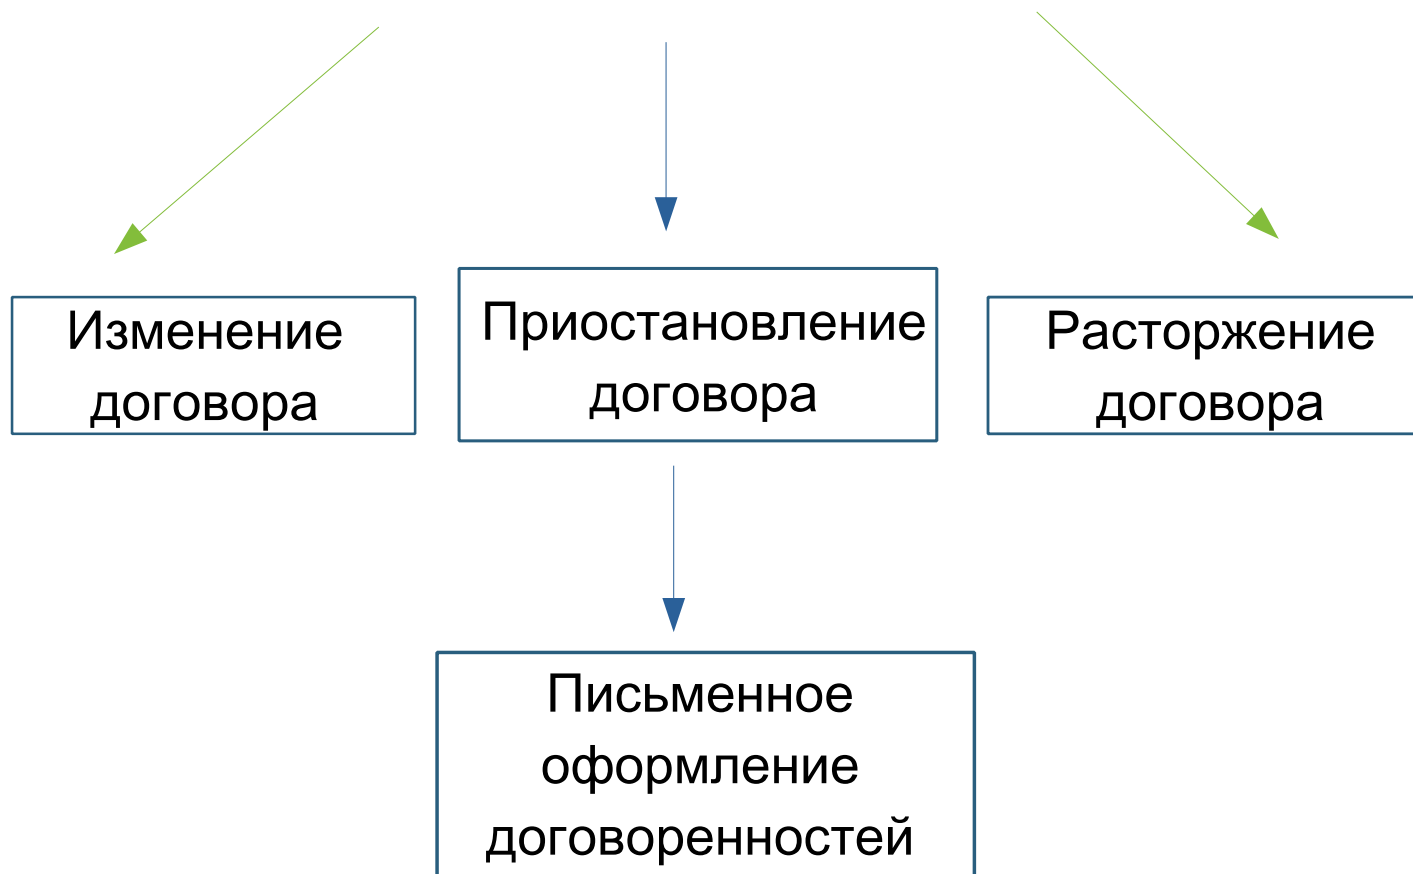 Изменение
договора
Приостановление
договора
Расторжение
договора
Письменное
оформление
договоренностей